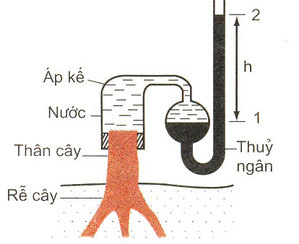 2
Áp kế
h
Nước
1
Thân cây
Thuỷ
ngân
Rễ cây